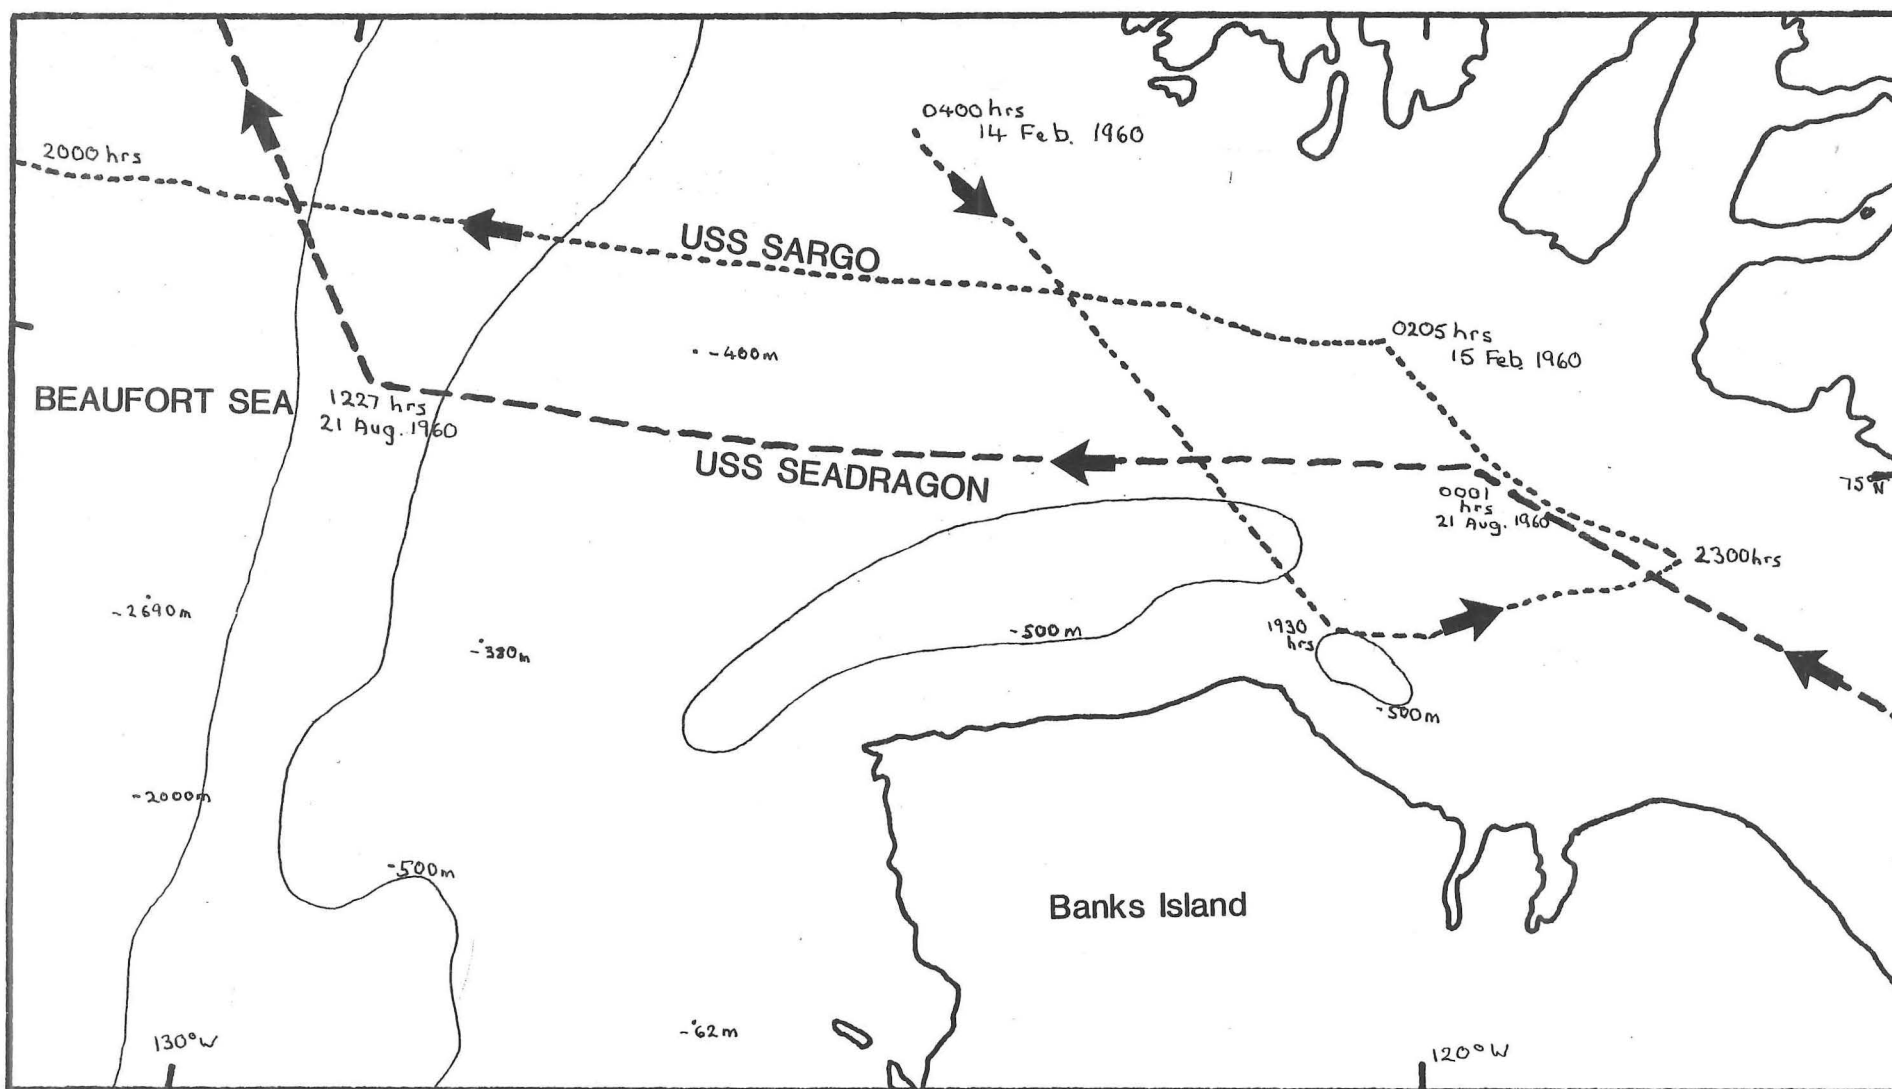 0400 hrs
14 Feb. 1960
2000 hrs
USS SARGO
0205 hrs
15 Feb. 1960
-400m
BEAUFORT SEA
1227 hrs
21 Aug. 1960
USS SEADRAGON
75°N
0001
hrs
21 Aug. 1960
2300hrs
-2690m
-380m
-500m
1930
hrs
-500m
-2000m
-500m
Banks Island
130°W
-62m
120°W